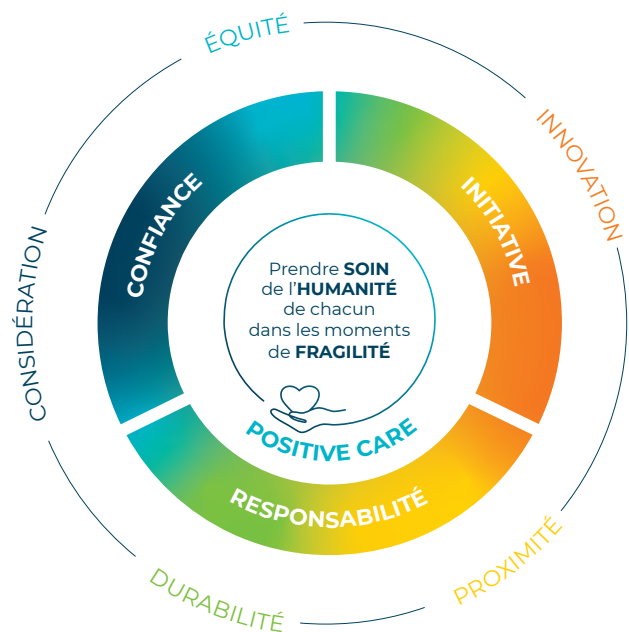 ÉQUITÉ
INNOVATION
CONSIDÉRATION
CONFIANCE
INITIATIVE
Prendre SOIN
de l'HUMANITÉ
de chacun
dans les moments
de FRAGILITÉ
POSITIVE CARE
RESPONSABILITÉ
PROXIMITÉ
DURABILITÉ